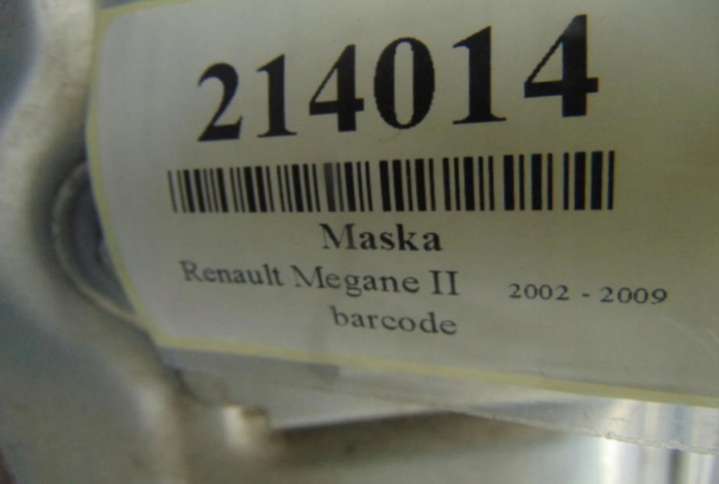 214014
Maska
Renault Megane II 2002 - 2009
barcode